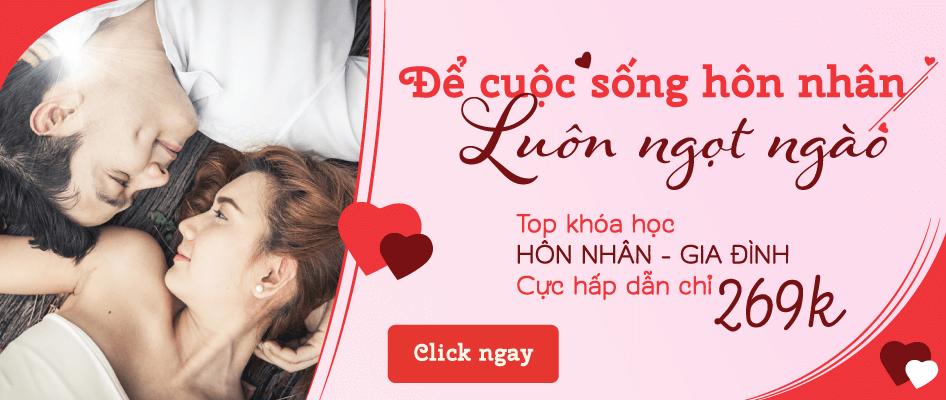 Để cuộc sống hôn nhân
Luôn ngọt ngào
Top khóa học
HÔN NHÂN - GIA ĐÌNH
Cực hấp dẫn chỉ 269k
Click ngay